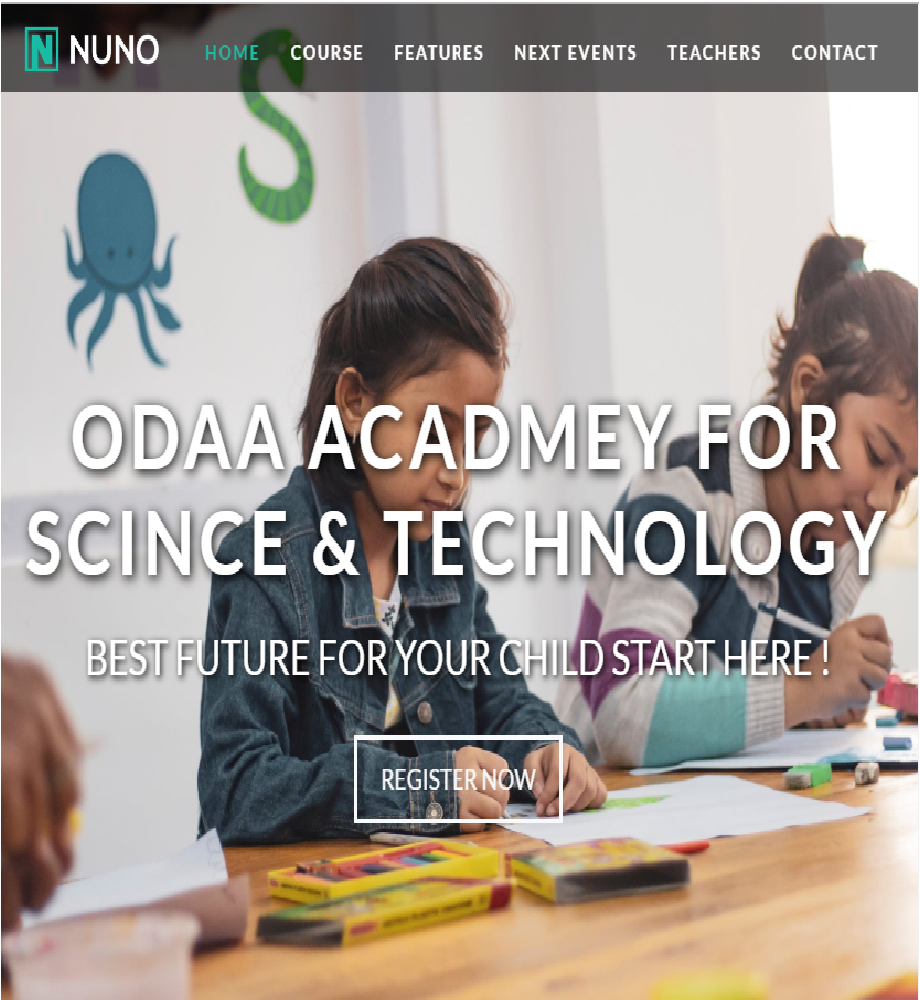 NUNO HOME COURSE FEATURES NEXT EVENTS TEACHERS CONTACT
ODAA ACADMEY FOR
SCINCE & TECHNOLOGY
BEST FUTURE FOR YOUR CHILD START HERE !
REGISTER NOW